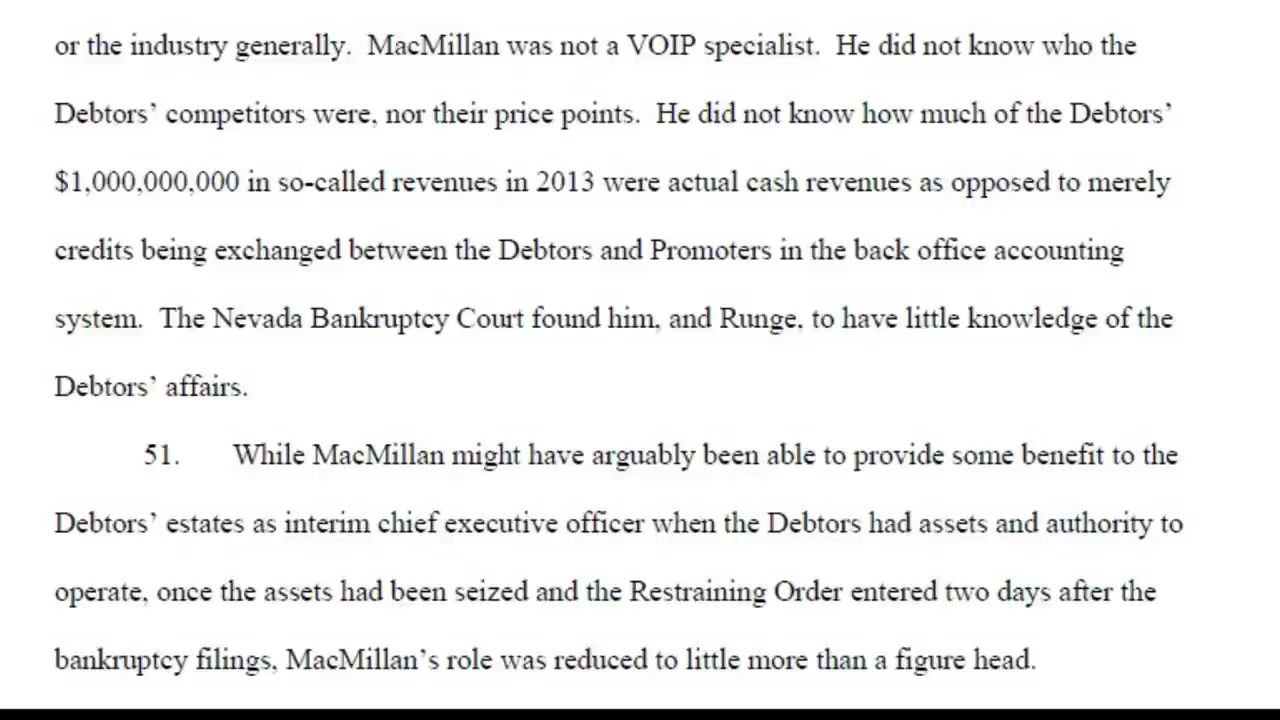 or the industry generally.  MacMillan was not a VOIP specialist.  He did not know who the
Debtors’ competitors were, nor their price points.  He did not know how much of the Debtors’
$1,000,000,000 in so-called revenues in 2013 were actual cash revenues as opposed to merely
credits being exchanged between the Debtors and Promoters in the back office accounting
system.  The Nevada Bankruptcy Court found him, and Runge, to have little knowledge of the
Debtors’ affairs.
51.	While MacMillan might have arguably been able to provide some benefit to the
Debtors’ estates as interim chief executive officer when the Debtors had assets and authority to
operate, once the assets had been seized and the Restraining Order entered two days after the
bankruptcy filings, MacMillan’s role was reduced to little more than a figure head.